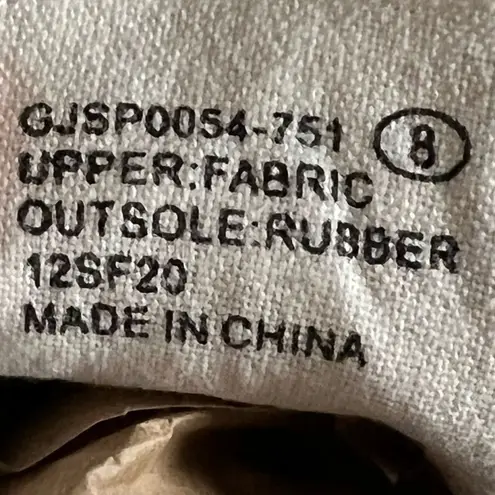 GJSP0054-751 8
UPPER:FABRIC
OUTSOLE:RUBBER
12SF20
MADE IN CHINA